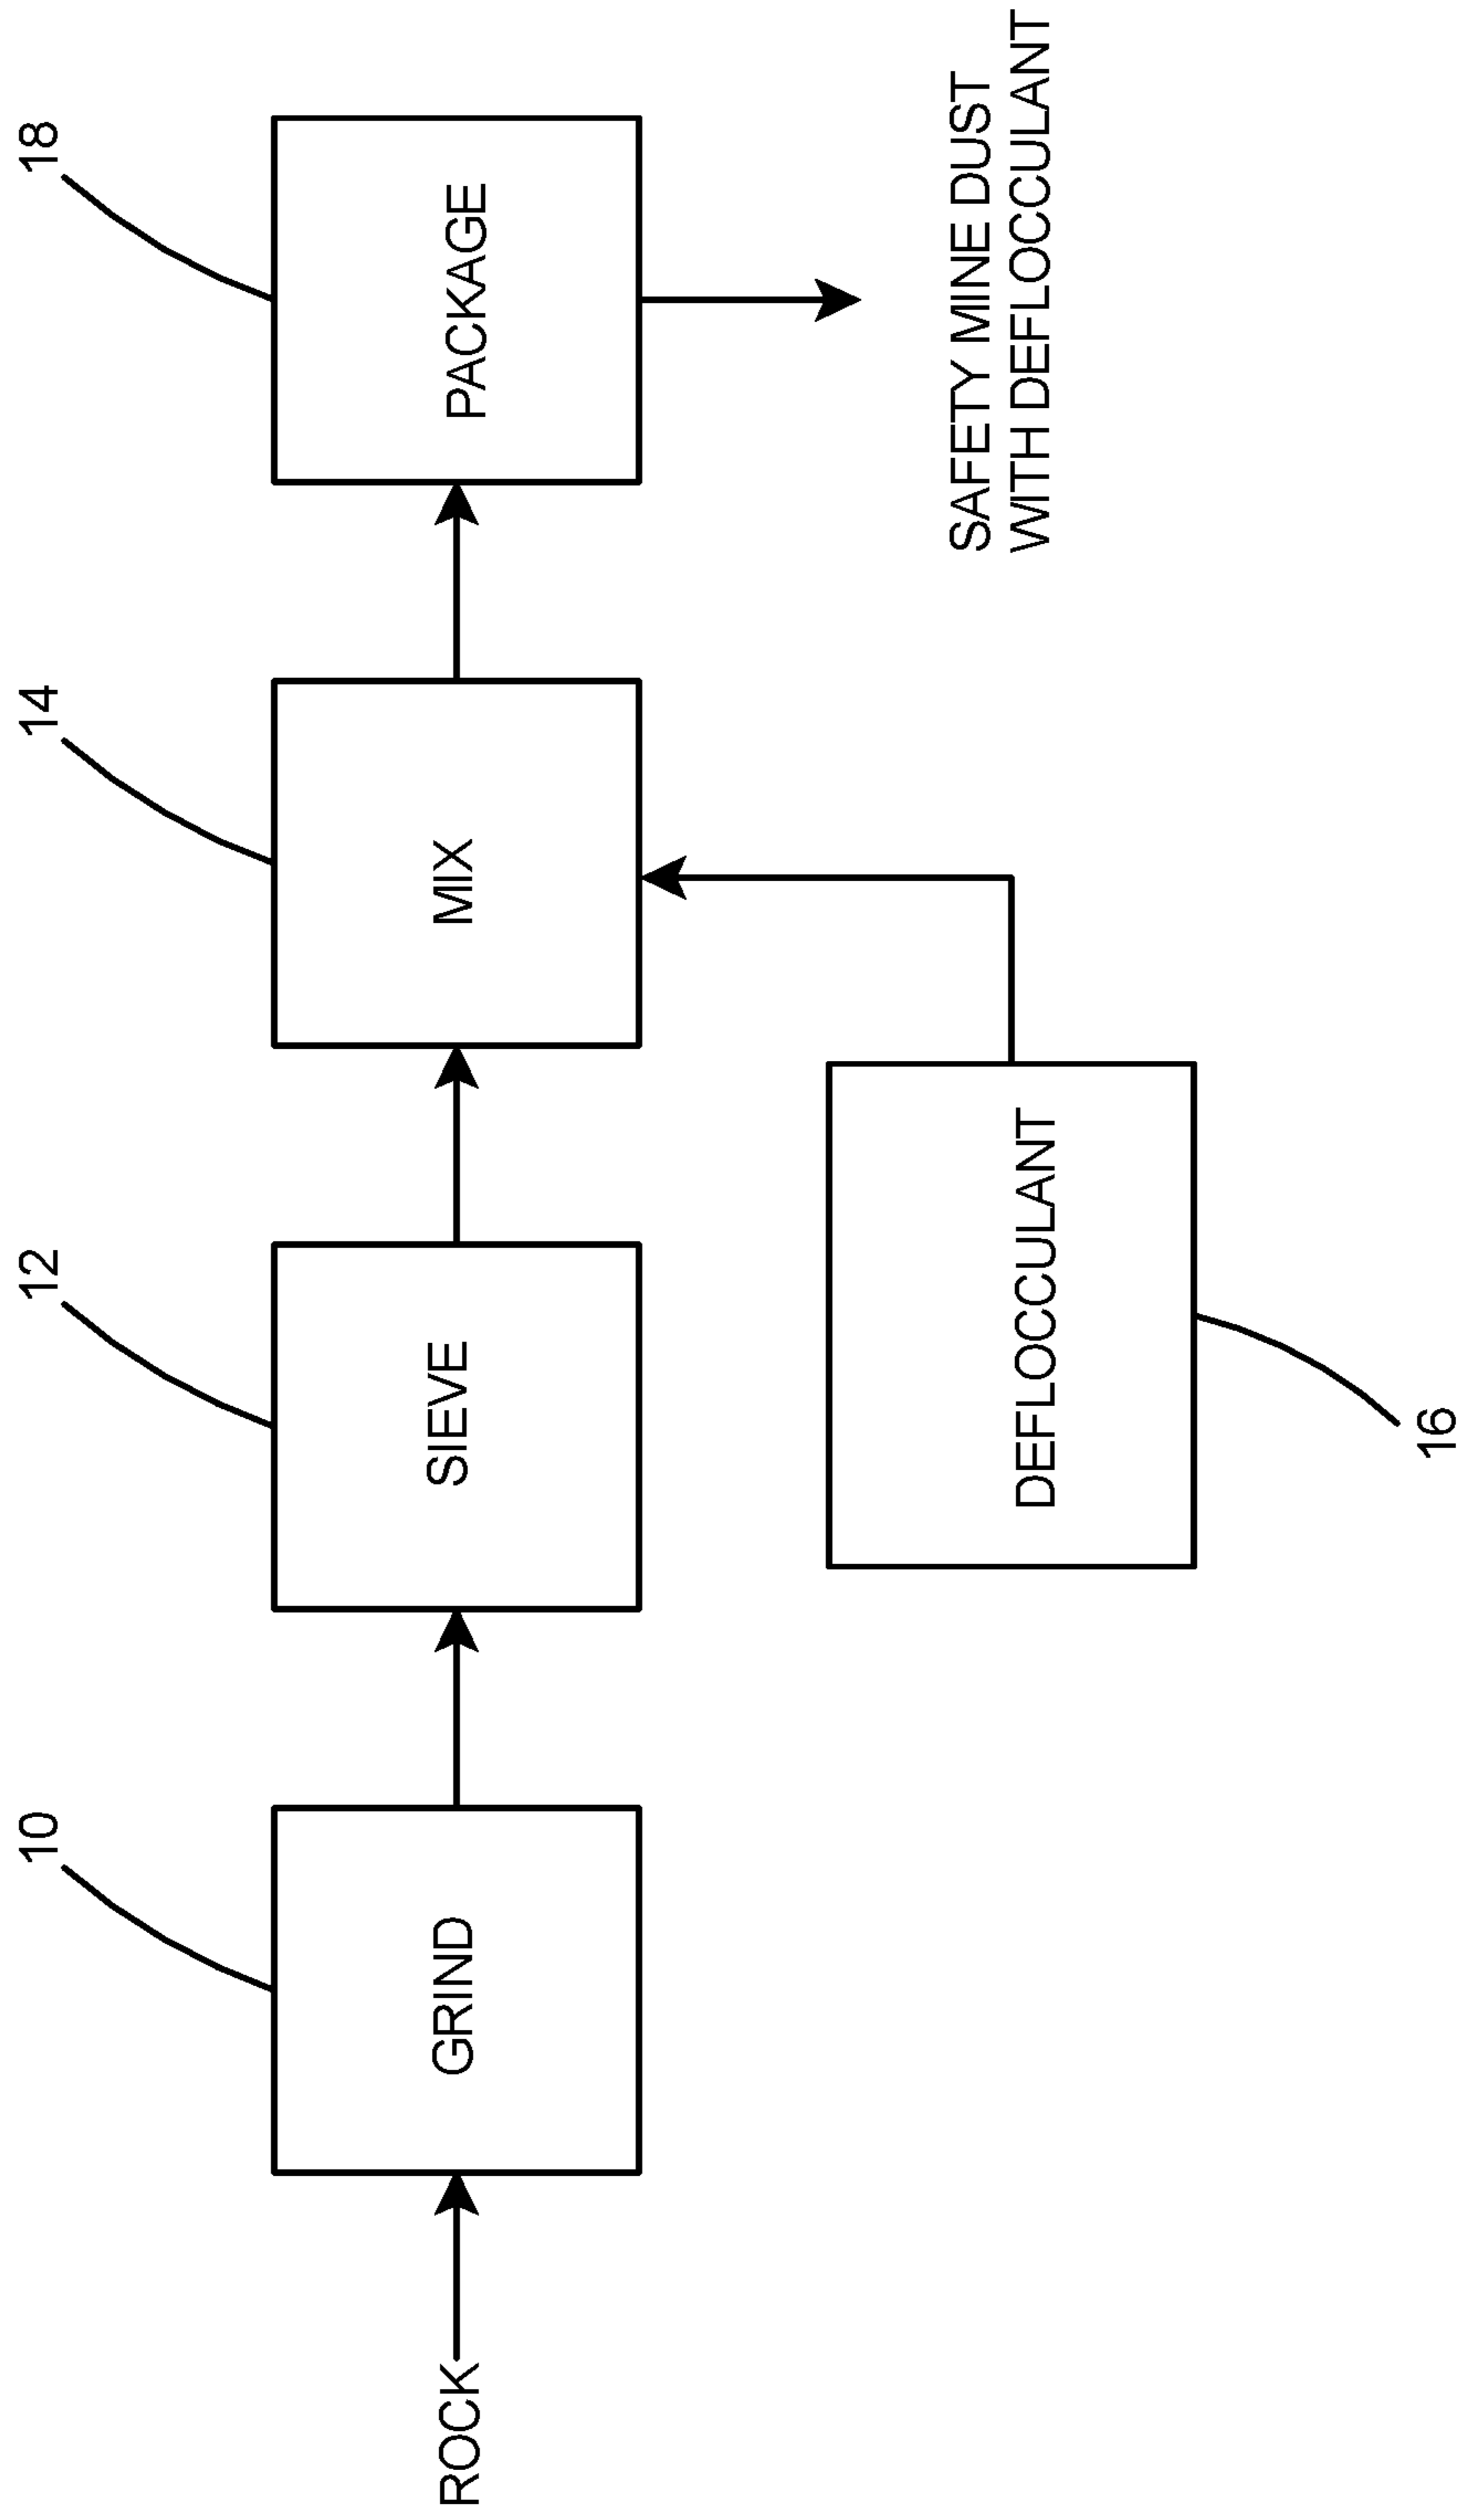 10
12
14
18
ROCK
GRIND
SIEVE
MIX
PACKAGE
DEFLOCCULANT
SAFETY MINE DUST
WITH DEFLOCCULANT
16